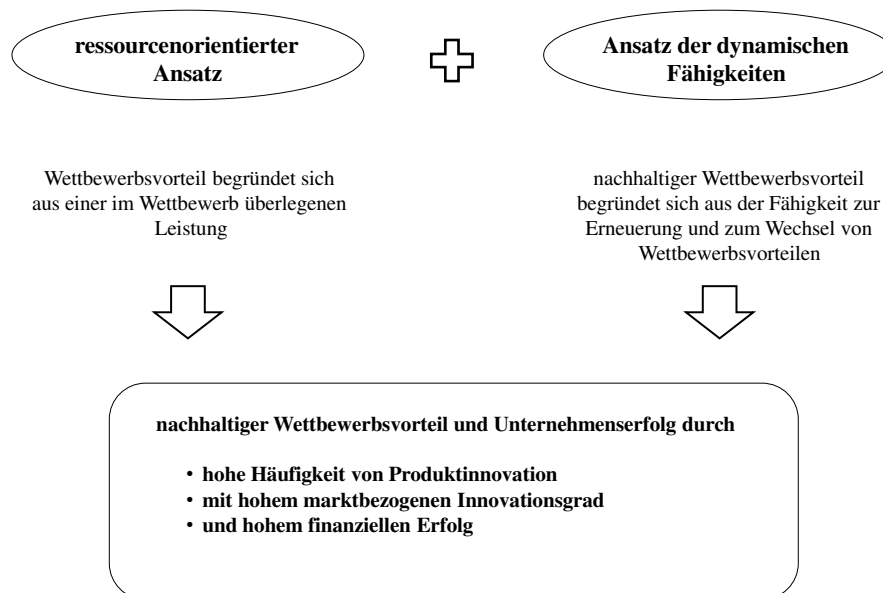 ressourcenorientierter
Ansatz
Ansatz der dynamischen
Fähigkeiten
Wettbewerbsvorteil begründet sich
aus einer im Wettbewerb überlegenen
Leistung
nachhaltiger Wettbewerbsvorteil
begründet sich aus der Fähigkeit zur
Erneuerung und zum Wechsel von
Wettbewerbsvorteilen
nachhaltiger Wettbewerbsvorteil und Unternehmenserfolg durch
• hohe Häufigkeit von Produktinnovation
• mit hohem marktbezogenen Innovationsgrad
• und hohem finanziellen Erfolg